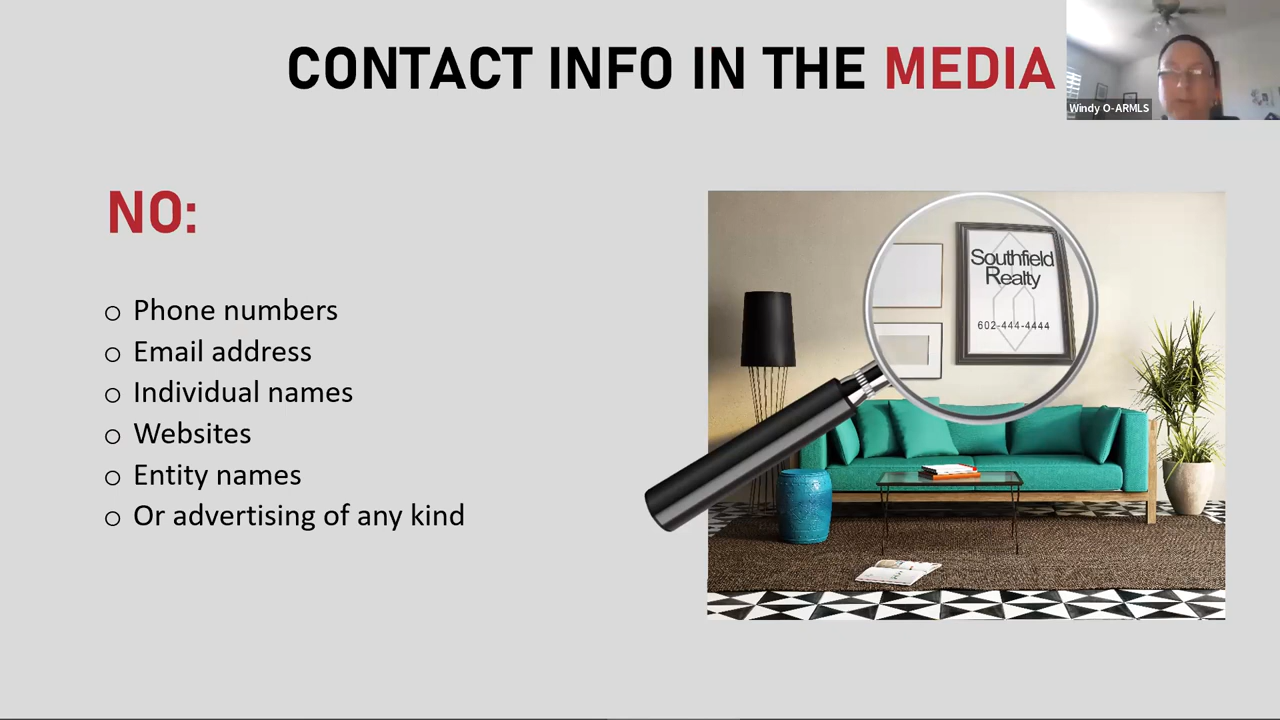 CONTACT INFO IN THE MEDIA
Windy O-ARMLS
NO:
Phone numbers
Email address
Individual names
Websites
Entity names
Or advertising of any kind
Southfield
Realty
602-444-4444